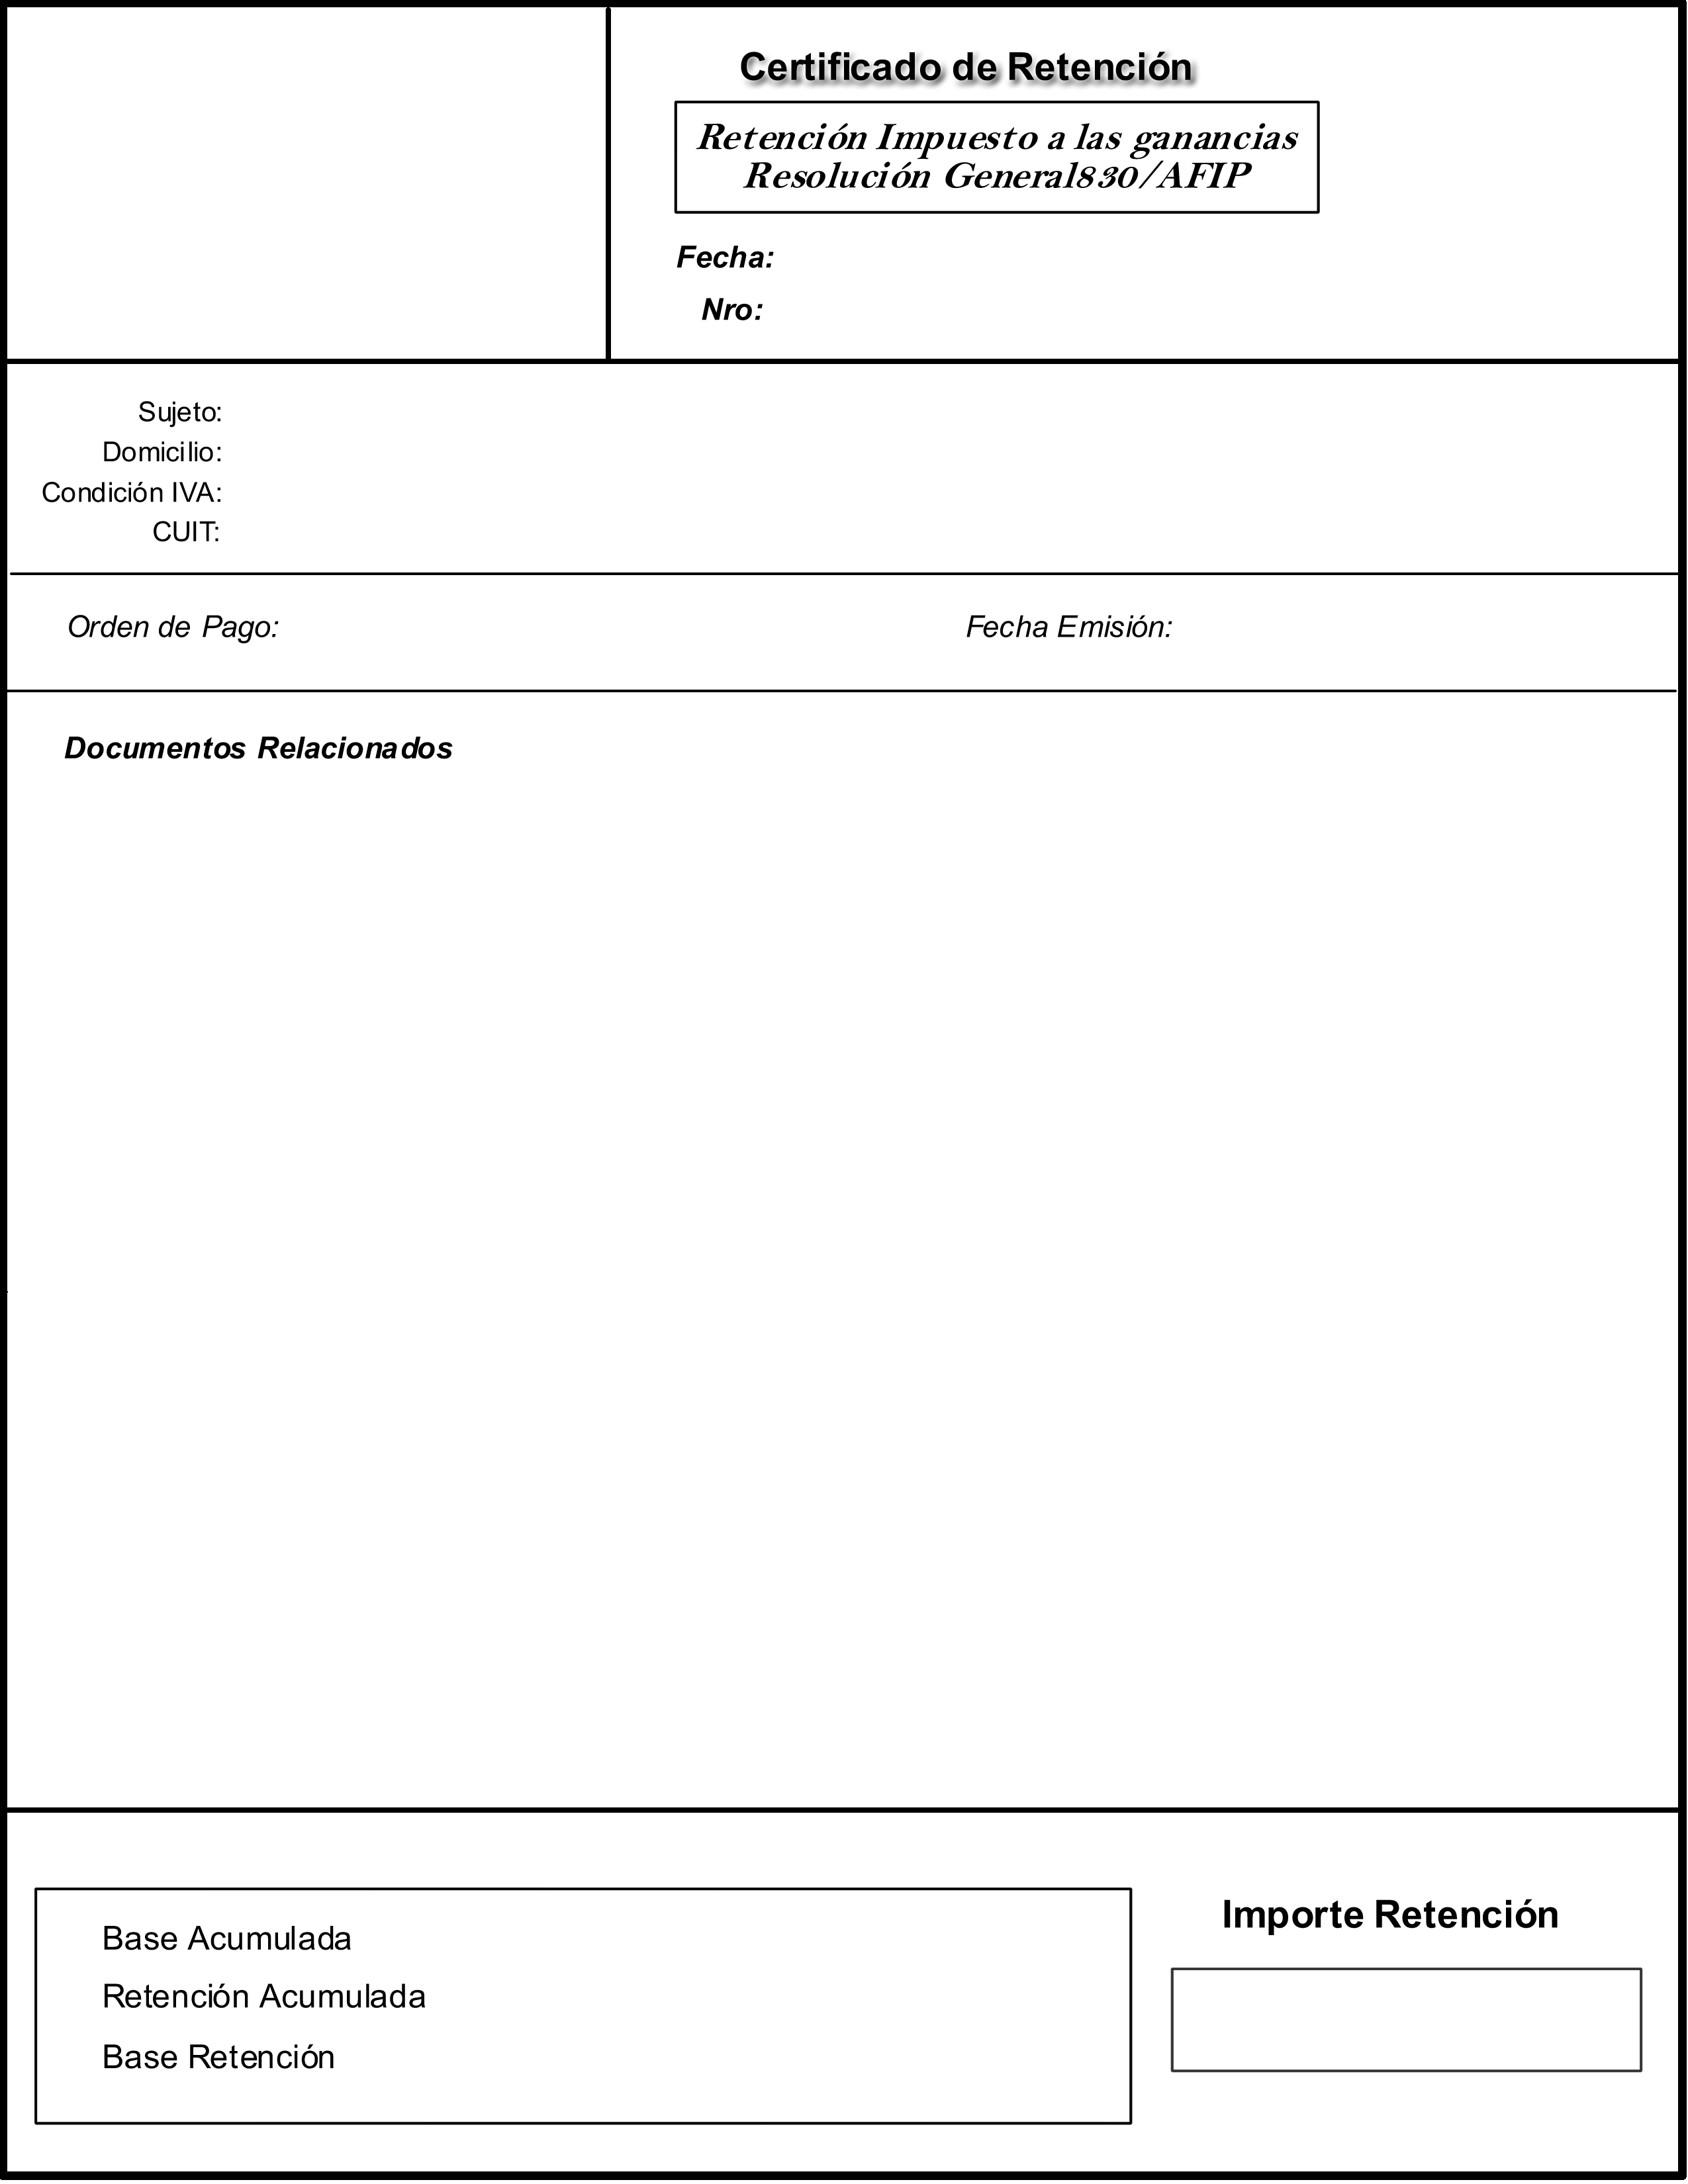 Certificado de Retención
Retención Impuesto a las ganancias
Resolución General830/AFIP
Fecha:
Nro:
Sujeto:
Domicilio:
Condición IVA:
CUIT:
Orden de Pago: Fecha Emisión:
Documentos Relacionados
Importe Retención
Base Acumulada
Retención Acumulada
Base Retención